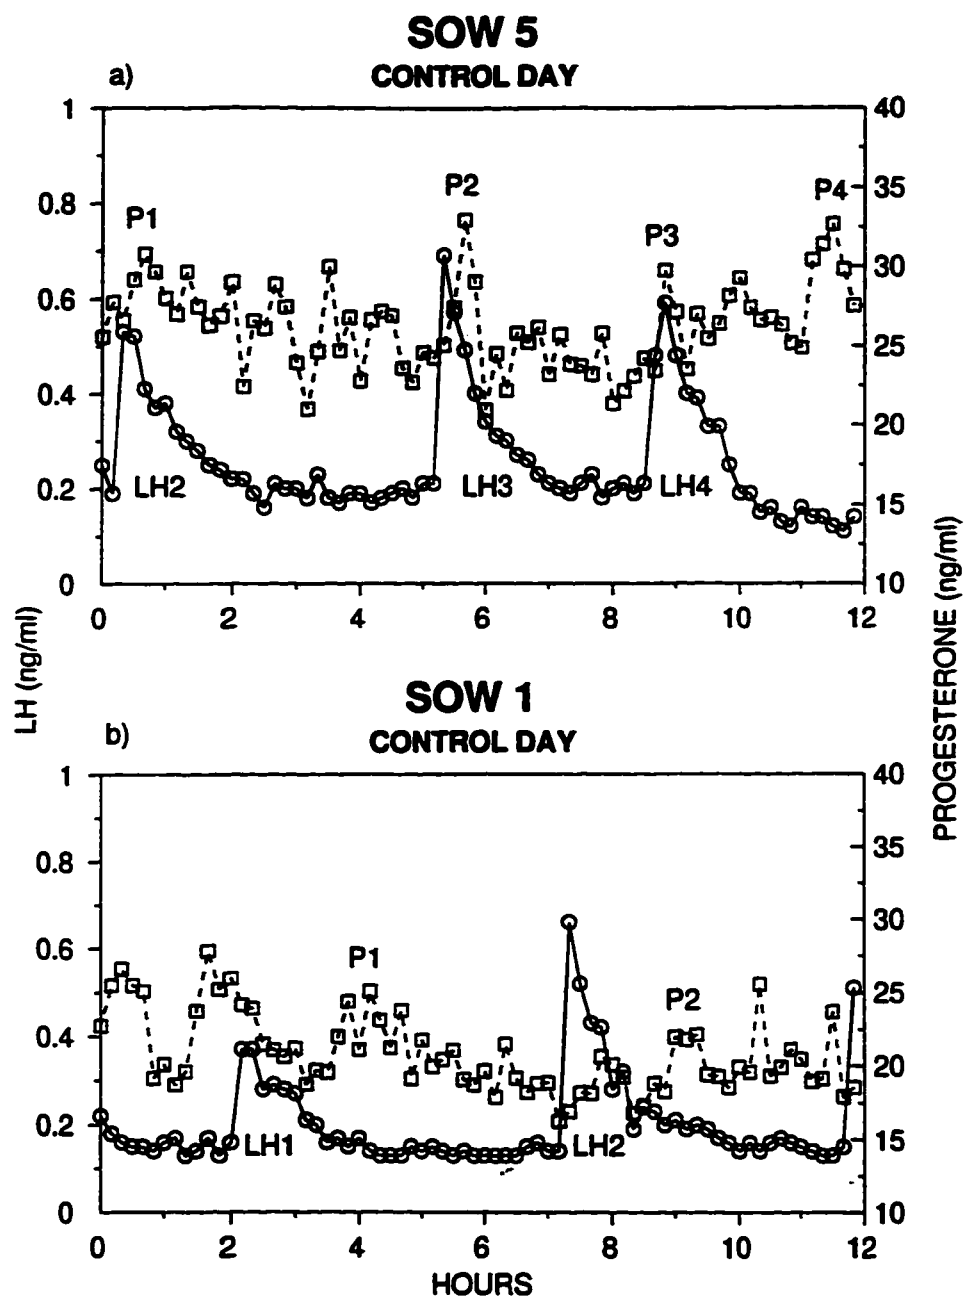 SOW 5
a) CONTROL DAY
1 40
0.8 35
0.6 30
25
0.4 20
0.2 15
0 10
P1 P2 P3 P4
LH2 LH3 LH4
0 2 4 6 8 10 12
LH (ng/ml)
PROGESTERONE (ng/ml)
SOW 1
b) CONTROL DAY
1 40
0.8 35
0.6 30
25
0.4 20
0.2 15
0 10
P1 P2
LH1 LH2
0 2 4 6 8 10 12
HOURS